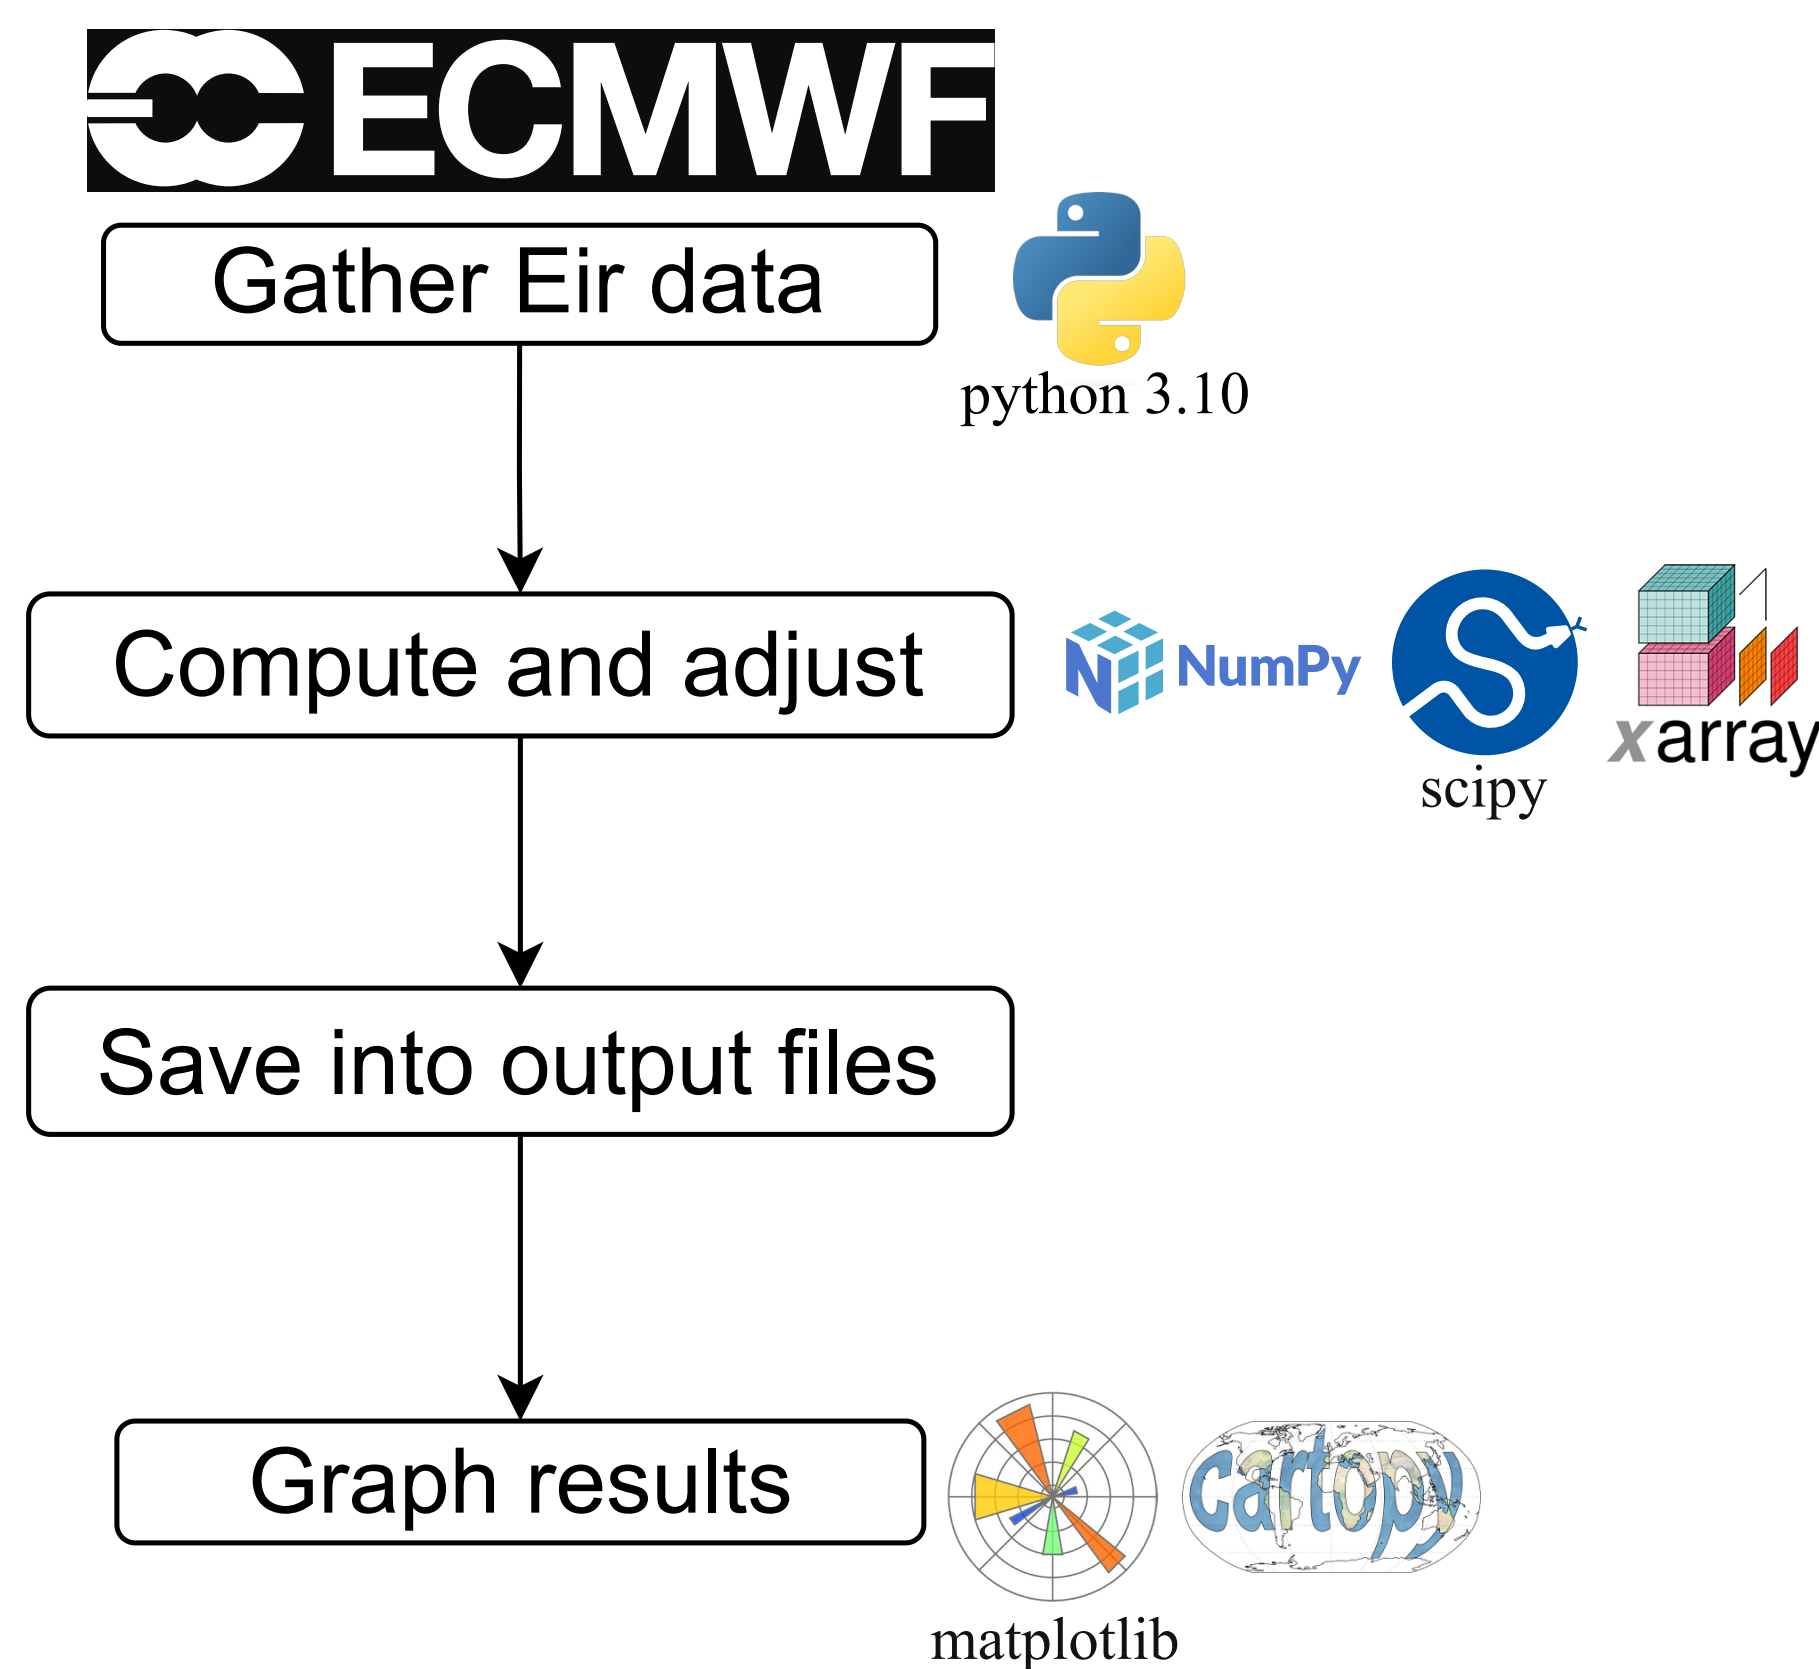 ECMWF
Gather Eir data
python 3.10
Compute and adjust
NumPy
scipy
xarray
Save into output files
Graph results
cartopy
matplotlib